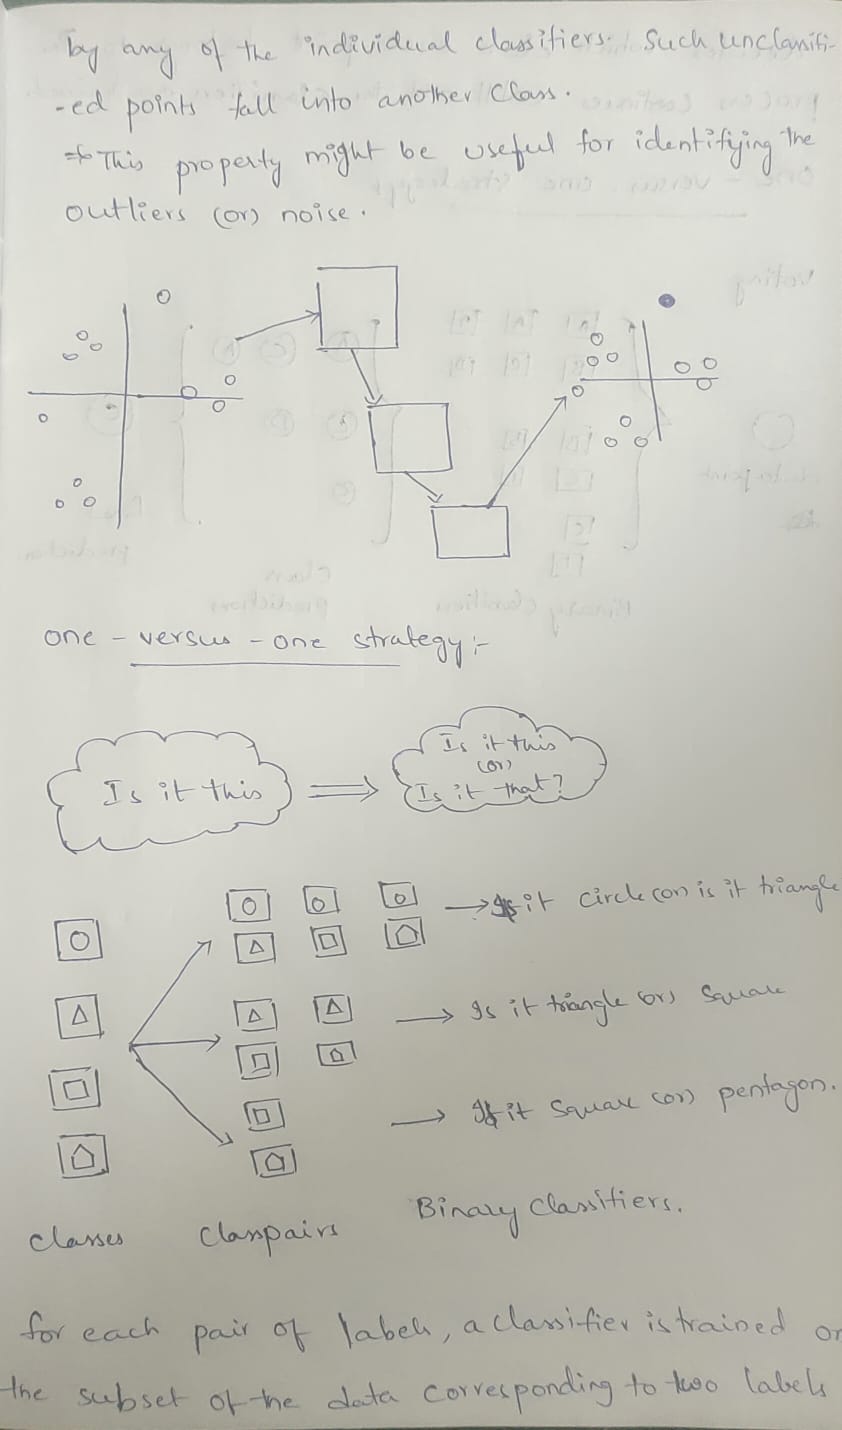 by any of the individual classifiers. Such unclassifi-
-ed points fall into another class.
⇒ This property might be useful for identifying the
outliers (or) noise.
one - versus - one strategy :-
Is it this
Is it this
(or)
Is it that?
→ Is it circle (or) is it triangle
→ Is it triangle (or) Square
→ If it Square (or) pentagon.
classes classpairs Binary Classifiers.
for each pair of labels, a classifier is trained on
the subset of the data corresponding to two labels